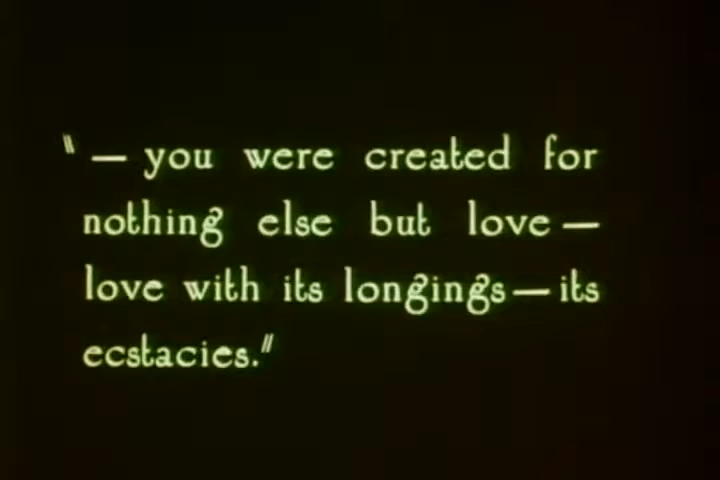 "— you were created for
nothing else but love —
love with its longings — its
ecstacies."